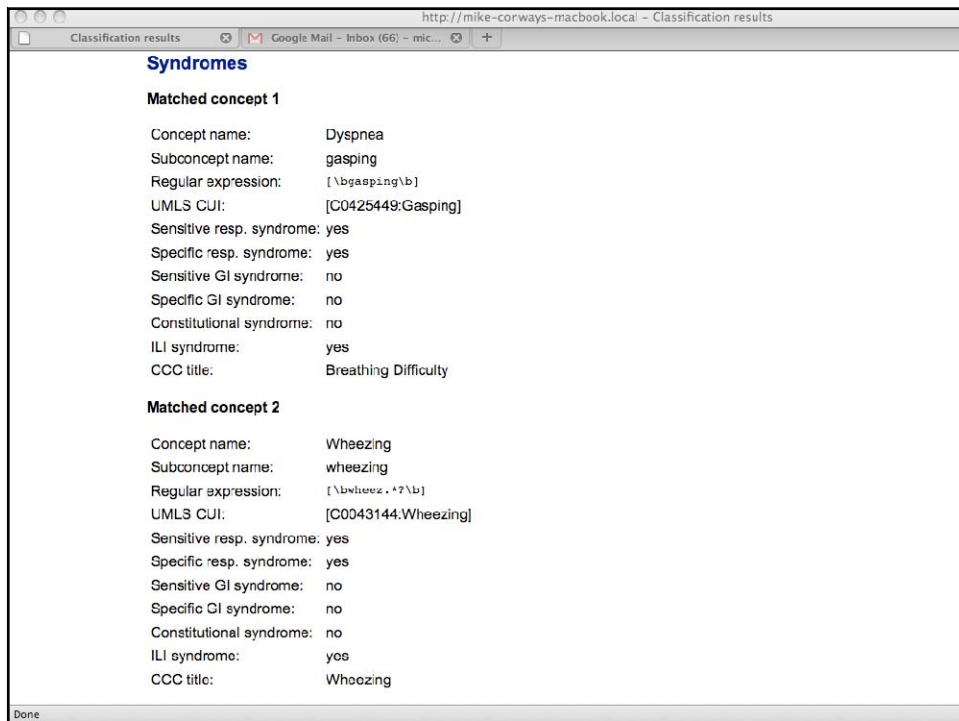 http://mike-corways-macbook.local – Classification results
Classification results
Google Mail – Inbox (66) – mic...
Syndromes
Matched concept 1
Concept name: Dyspnea
Subconcept name: gasping
Regular expression: [\bgasping\b]
UMLS CUI: [C0425449:Gasping]
Sensitive resp. syndrome: yes
Specific resp. syndrome: yes
Sensitive GI syndrome: no
Specific GI syndrome: no
Constitutional syndrome: no
ILI syndrome: yes
CCC title: Breathing Difficulty
Matched concept 2
Concept name: Wheezing
Subconcept name: wheezing
Regular expression: [\bwheez.*?\b]
UMLS CUI: [C0043144:Wheezing]
Sensitive resp. syndrome: yes
Specific resp. syndrome: yes
Sensitive GI syndrome: no
Specific GI syndrome: no
Constitutional syndrome: no
ILI syndrome: yes
CCC title: Wheezing
Done